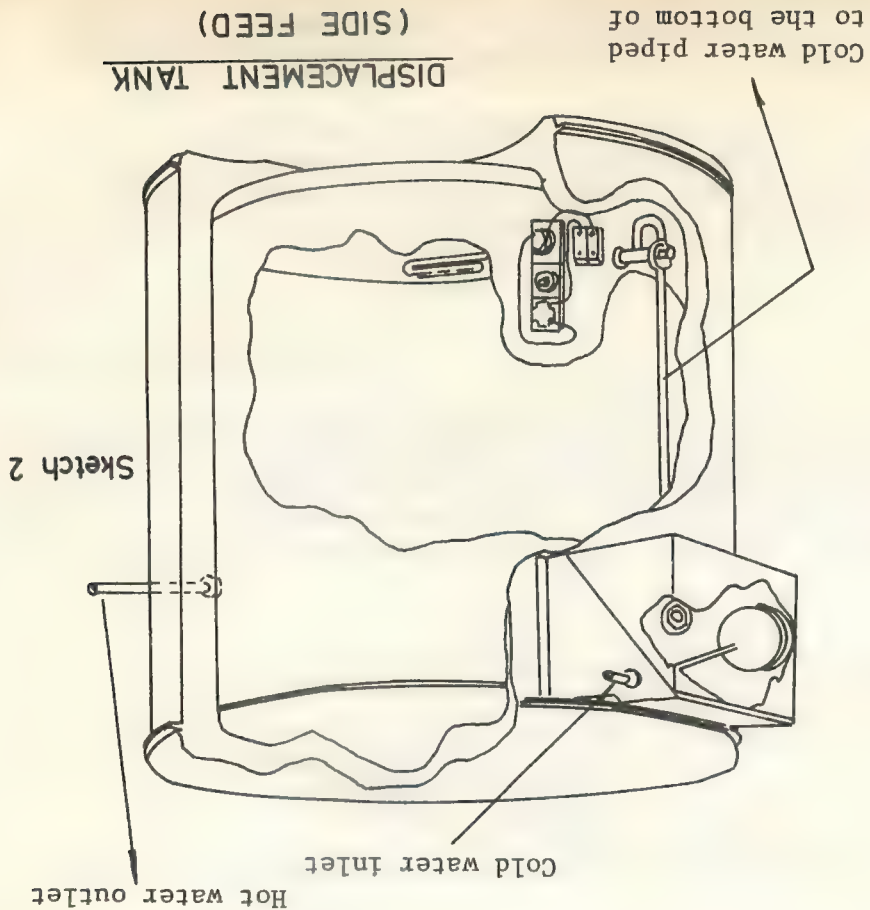 Hot water outlet
Cold water inlet
Sketch 2
DISPLACEMENT TANK
(SIDE FEED)
Cold water piped
to the bottom of